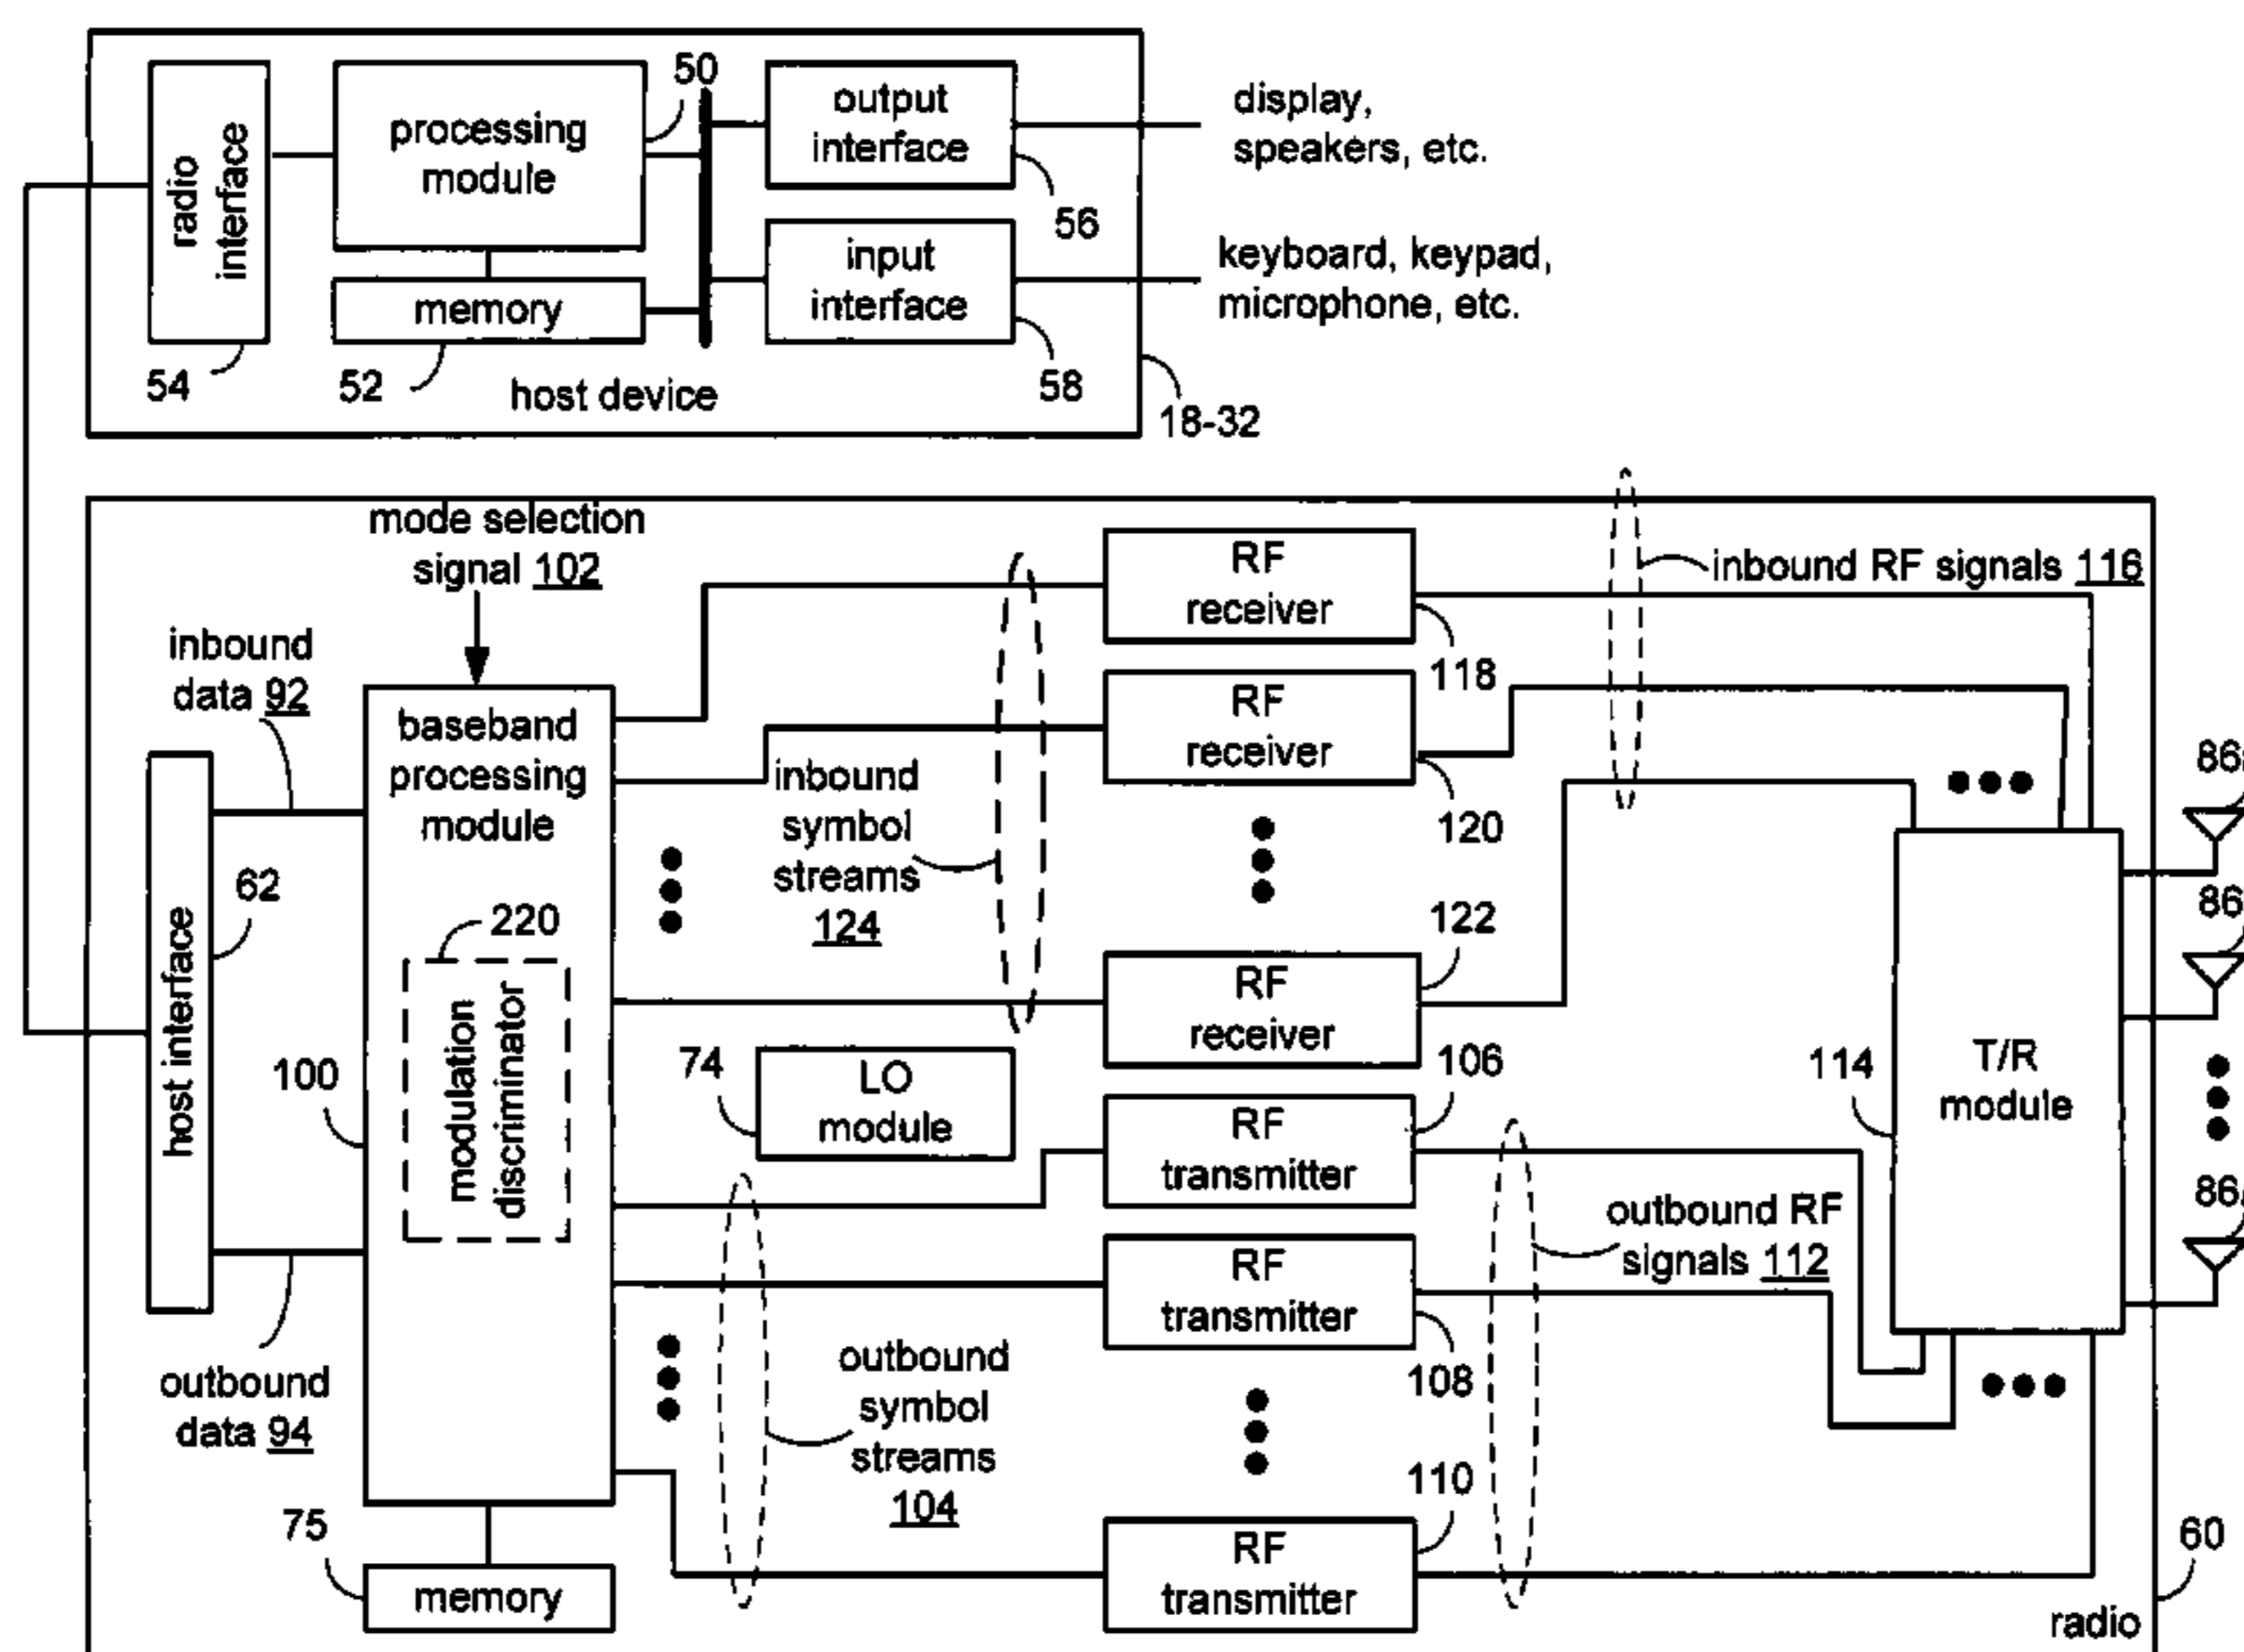 radio
interface
processing
module
50
output
interface
56
display,
speakers, etc.
input
interface
58
keyboard, keypad,
microphone, etc.
memory
54
52
host device
18-32
mode selection
signal 102
inbound
data 92
RF
receiver
118
inbound RF signals 116
baseband
processing
module
RF
receiver
120
inbound
symbol
streams
124
62
host interface
220
modulation
discriminator
100
RF
receiver
122
74
LO
module
106
RF
transmitter
114
T/R
module
86
86
86
outbound RF
signals 112
RF
transmitter
108
outbound
data 94
outbound
symbol
streams
104
110
RF
transmitter
75
memory
60
radio